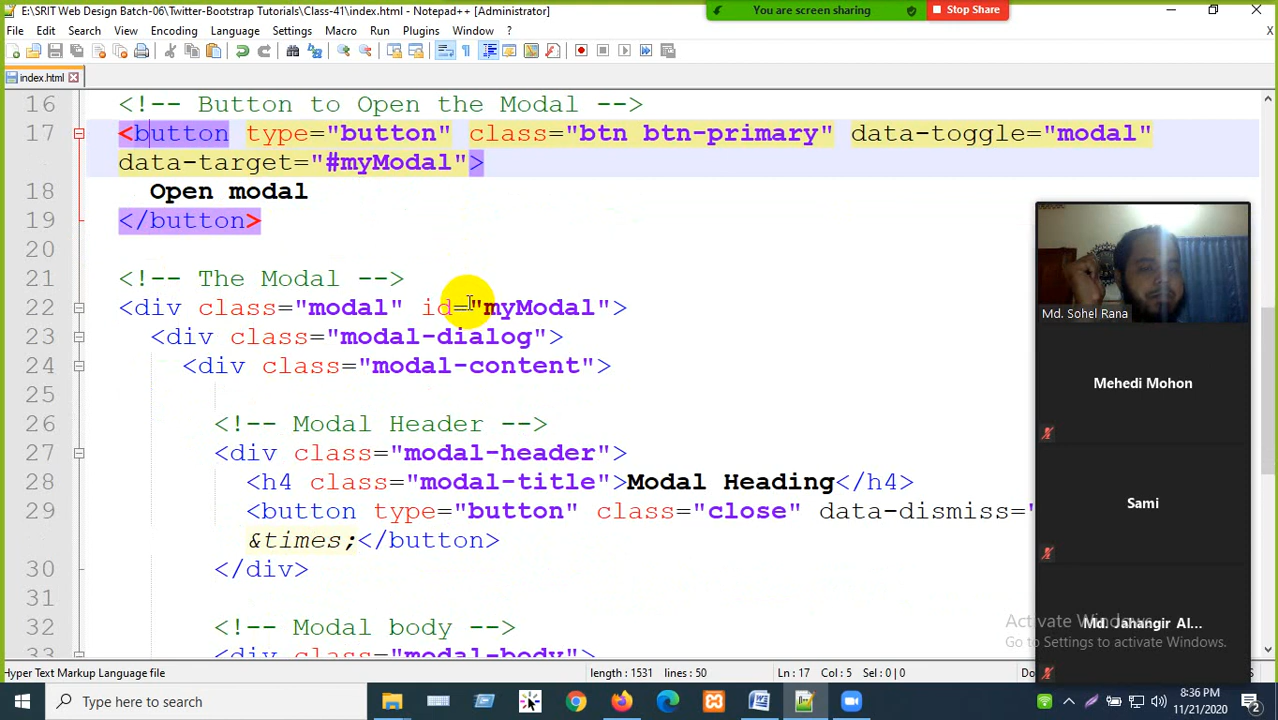 E:\SRIT Web Design Batch-06\Twitter-Bootstrap Tutorials\Class-41\index.html - Notepad++ [Administrator]
You are screen sharing
Stop Share
File Edit Search View Encoding Language Settings Macro Run Plugins Window ?
X
index.html
16 <!-- Button to Open the Modal -->
17 <button type="button" class="btn btn-primary" data-toggle="modal"
data-target="#myModal">
18 Open modal
19 </button>
20
21 <!-- The Modal -->
22 <div class="modal" id="myModal">
23 <div class="modal-dialog">
24 <div class="modal-content">
25
26 <!-- Modal Header -->
27 <div class="modal-header">
28 <h4 class="modal-title">Modal Heading</h4>
29 <button type="button" class="close" data-dismiss="
&times;</button>
30 </div>
31
32 <!-- Modal body -->
33 <div class="modal-body">
Md. Sohel Rana
Mehedi Mohon
Sami
Md. Jahangir Al...
Activate Windows
Go to Settings to activate Windows.
Hyper Text Markup Language file
length : 1531 lines : 50
Ln : 17 Col : 5 Sel : 0 | 0
Type here to search
8:36 PM
11/21/2020
2